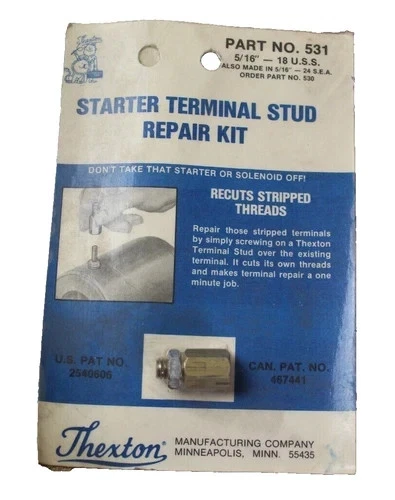 Thexton
PART NO. 531
5/16" — 18 U.S.S.
ALSO MADE IN 5/16" — 24 S.E.A.
ORDER PART NO. 530
STARTER TERMINAL STUD
REPAIR KIT
DON'T TAKE THAT STARTER OR SOLENOID OFF!
RECUTS STRIPPED
THREADS
Repair those stripped terminals
by simply screwing on a Thexton
Terminal Stud over the existing
terminal. It cuts its own threads
and makes terminal repair a one
minute job.
U.S. PAT NO.
2540606
CAN. PAT. NO.
467441
Thexton
MANUFACTURING COMPANY
MINNEAPOLIS, MINN. 55435